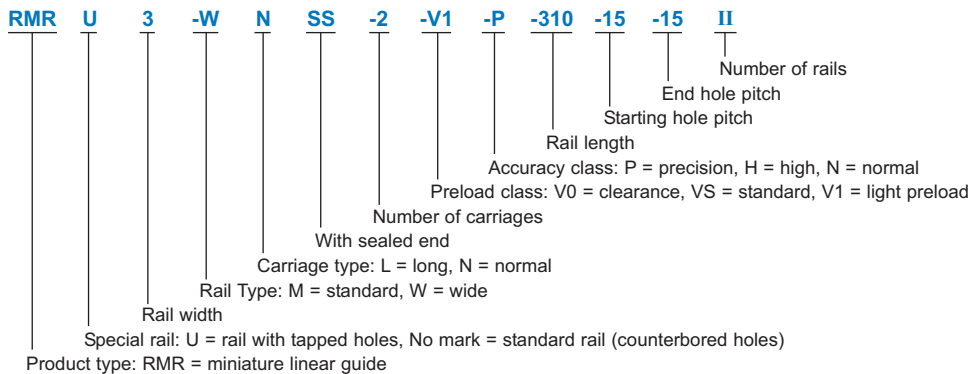 RMR U 3 -W N SS -2 -V1 -P -310 -15 -15 II
Number of rails
End hole pitch
Starting hole pitch
Rail length
Accuracy class: P = precision, H = high, N = normal
Preload class: V0 = clearance, VS = standard, V1 = light preload
Number of carriages
With sealed end
Carriage type: L = long, N = normal
Rail Type: M = standard, W = wide
Rail width
Special rail: U = rail with tapped holes, No mark = standard rail (counterbored holes)
Product type: RMR = miniature linear guide